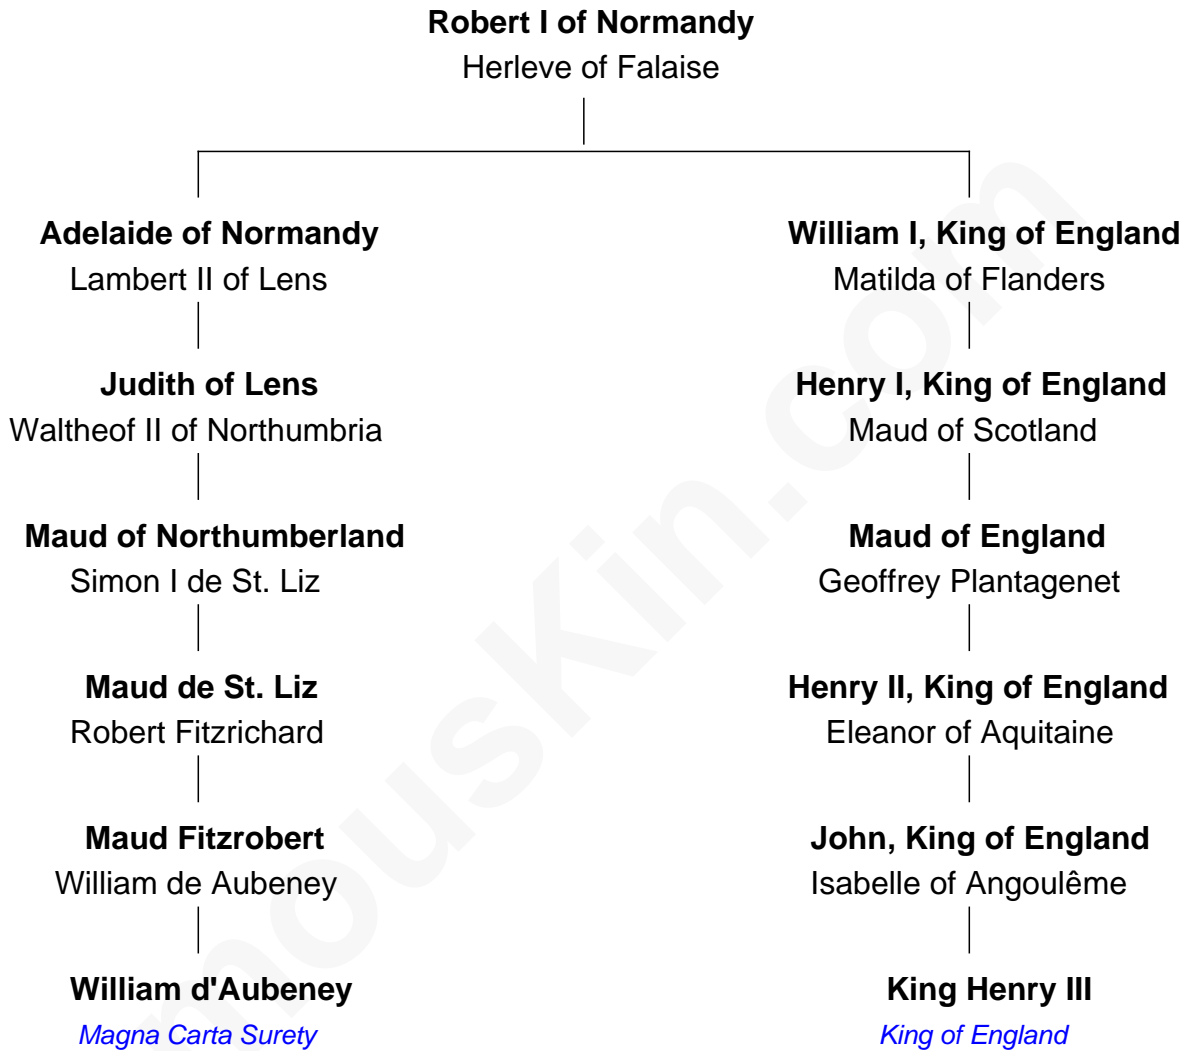 Robert I of Normandy
Herleve of Falaise
Adelaide of Normandy
Lambert II of Lens
William I, King of England
Matilda of Flanders
Judith of Lens
Waltheof II of Northumbria
Henry I, King of England
Maud of Scotland
Maud of Northumberland
Simon I de St. Liz
Maud of England
Geoffrey Plantagenet
Maud de St. Liz
Robert Fitzrichard
Henry II, King of England
Eleanor of Aquitaine
Maud Fitzrobert
William de Aubeney
John, King of England
Isabelle of Angoulême
William d'Aubeney
Magna Carta Surety
King Henry III
King of England
mousKin.com